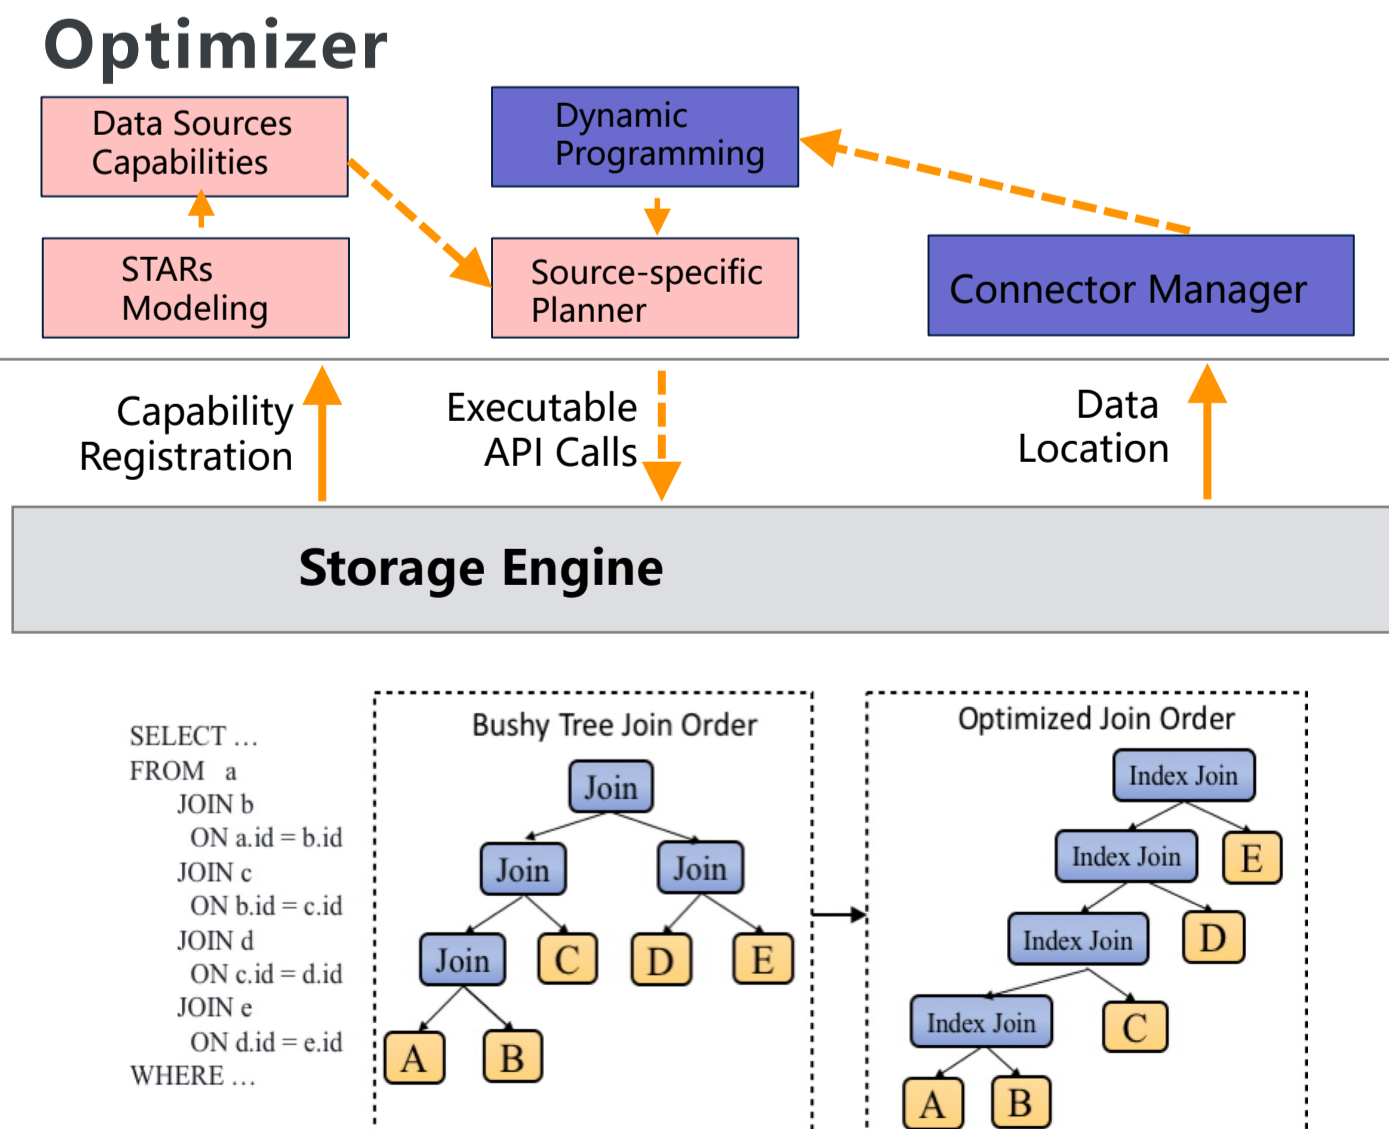 Optimizer
Data Sources
Capabilities
Dynamic
Programming
STARs
Modeling
Source-specific
Planner
Connector Manager
Capability
Registration
Executable
API Calls
Data
Location
Storage Engine
SELECT ...
FROM a
JOIN b
ON a.id = b.id
JOIN c
ON b.id = c.id
JOIN d
ON c.id = d.id
JOIN e
ON d.id = e.id
WHERE ...
Bushy Tree Join Order
Join
Join
Join
Join
C
D
E
A
B
Optimized Join Order
Index Join
Index Join
E
Index Join
D
Index Join
C
A
B